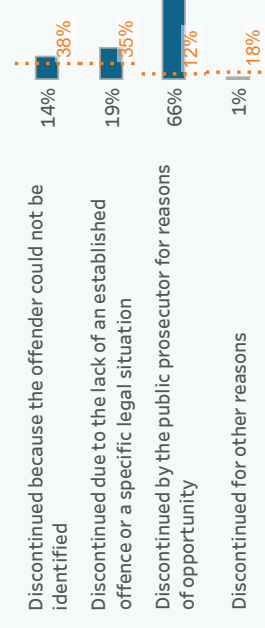 Discontinued because the offender could not be
identified
14%
38%
Discontinued due to the lack of an established
offence or a specific legal situation
19%
35%
Discontinued by the public prosecutor for reasons
of opportunity
66%
12%
Discontinued for other reasons
1%
18%